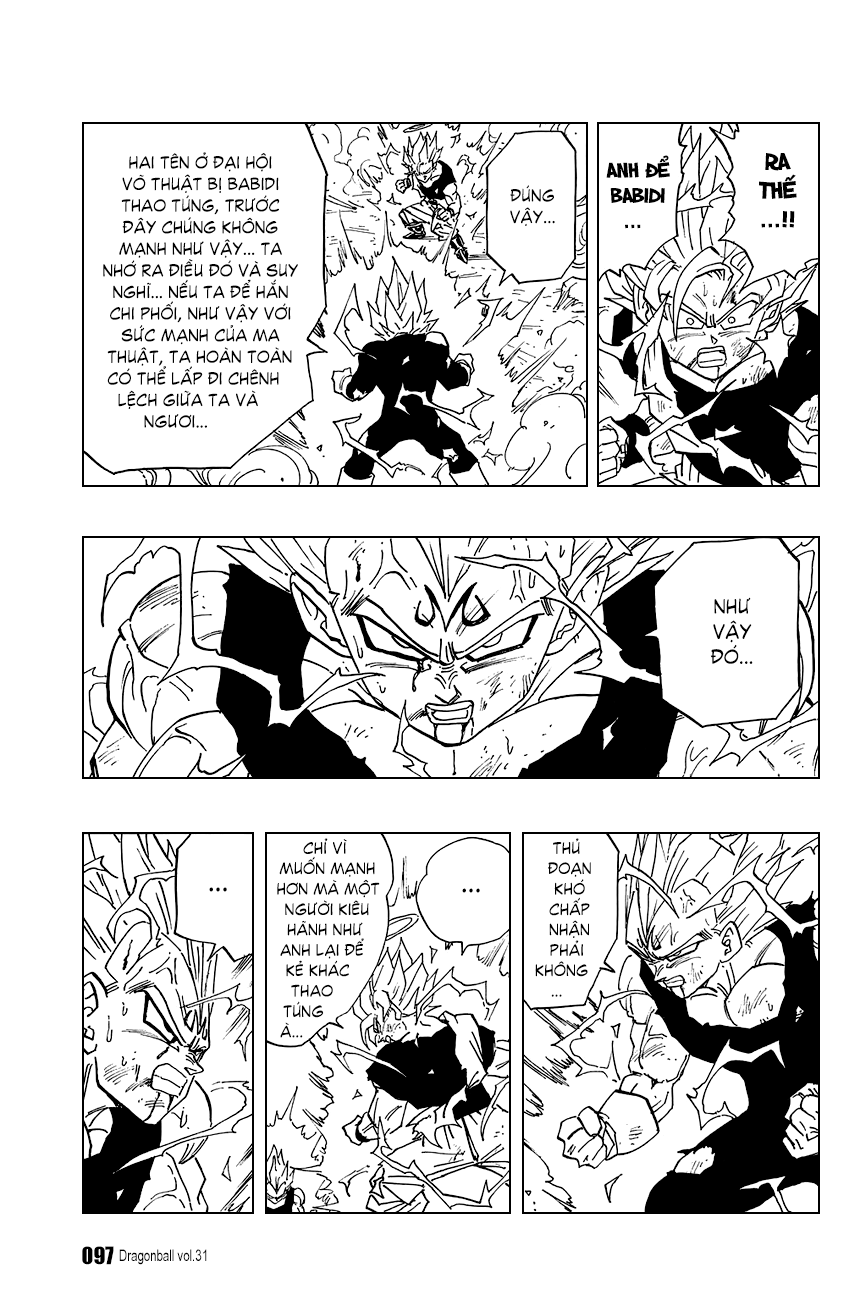 RA
THẾ
...!!
ANH ĐỂ
BABIDI
...
ĐÚNG
VẬY...
HAI TÊN Ở ĐẠI HỘI
VÕ THUẬT BỊ BABIDI
THAO TÚNG, TRƯỚC
ĐÂY CHÚNG KHÔNG
MẠNH NHƯ VẬY... TA
NHỚ RA ĐIỀU ĐÓ VÀ SUY
NGHĨ... NẾU TA ĐỂ HẮN
CHI PHỐI, NHƯ VẬY VỚI
SỨC MẠNH CỦA MA
THUẬT, TA HOÀN TOÀN
CÓ THỂ LẤP ĐI CHÊNH
LỆCH GIỮA TA VÀ
NGƯƠI...
NHƯ
VẬY
ĐÓ...
THỦ
ĐOẠN
KHÓ
CHẤP
NHẬN
PHẢI
KHÔNG
...
...
CHỈ VÌ
MUỐN MẠNH
HƠN MÀ MỘT
NGƯỜI KIÊU
HÃNH NHƯ
ANH LẠI ĐỂ
KẺ KHÁC
THAO
TÚNG
À...
...
097 Dragonball vol.31